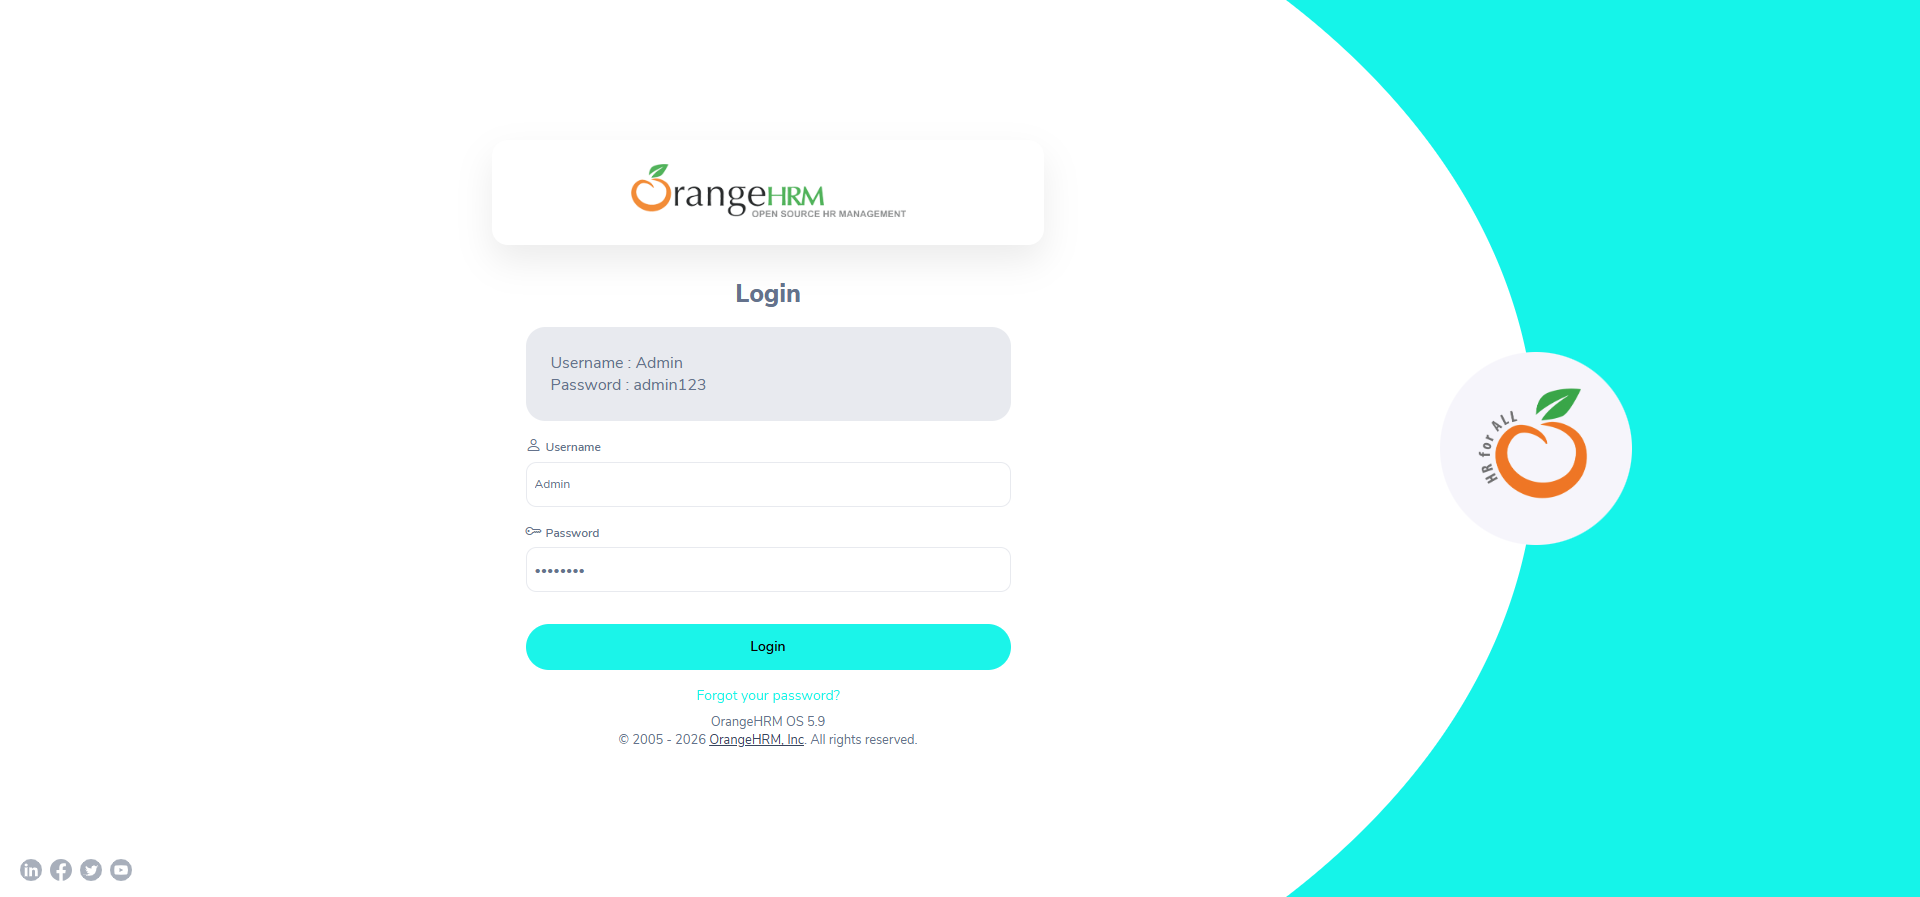 OrangeHRM
OPEN SOURCE HR MANAGEMENT
Login
Username : Admin
Password : admin123
Username
Admin
Password
••••••••
Login
Forgot your password?
OrangeHRM OS 5.9
© 2005 - 2026 OrangeHRM, Inc. All rights reserved.
HR for ALL
in